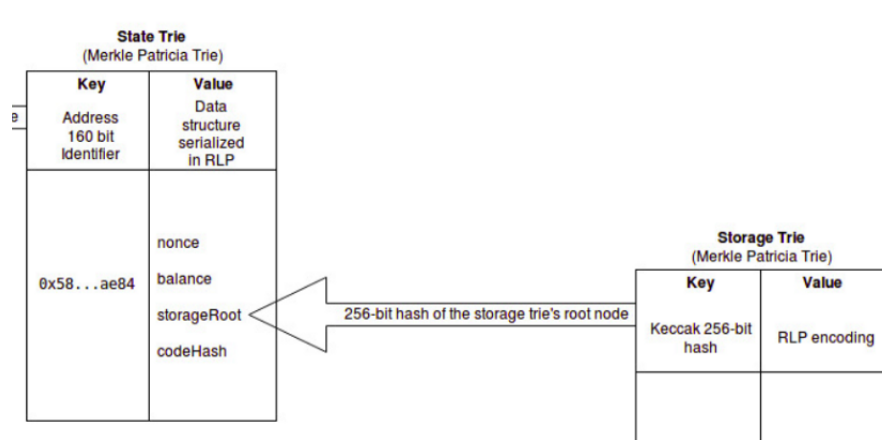 State Trie
(Merkle Patricia Trie)
Key
Value
Address
160 bit
Identifier
Data
structure
serialized
in RLP
e
0x58...ae84
nonce
balance
storageRoot
codeHash
256-bit hash of the storage trie's root node
Storage Trie
(Merkle Patricia Trie)
Key
Value
Keccak 256-bit
hash
RLP encoding